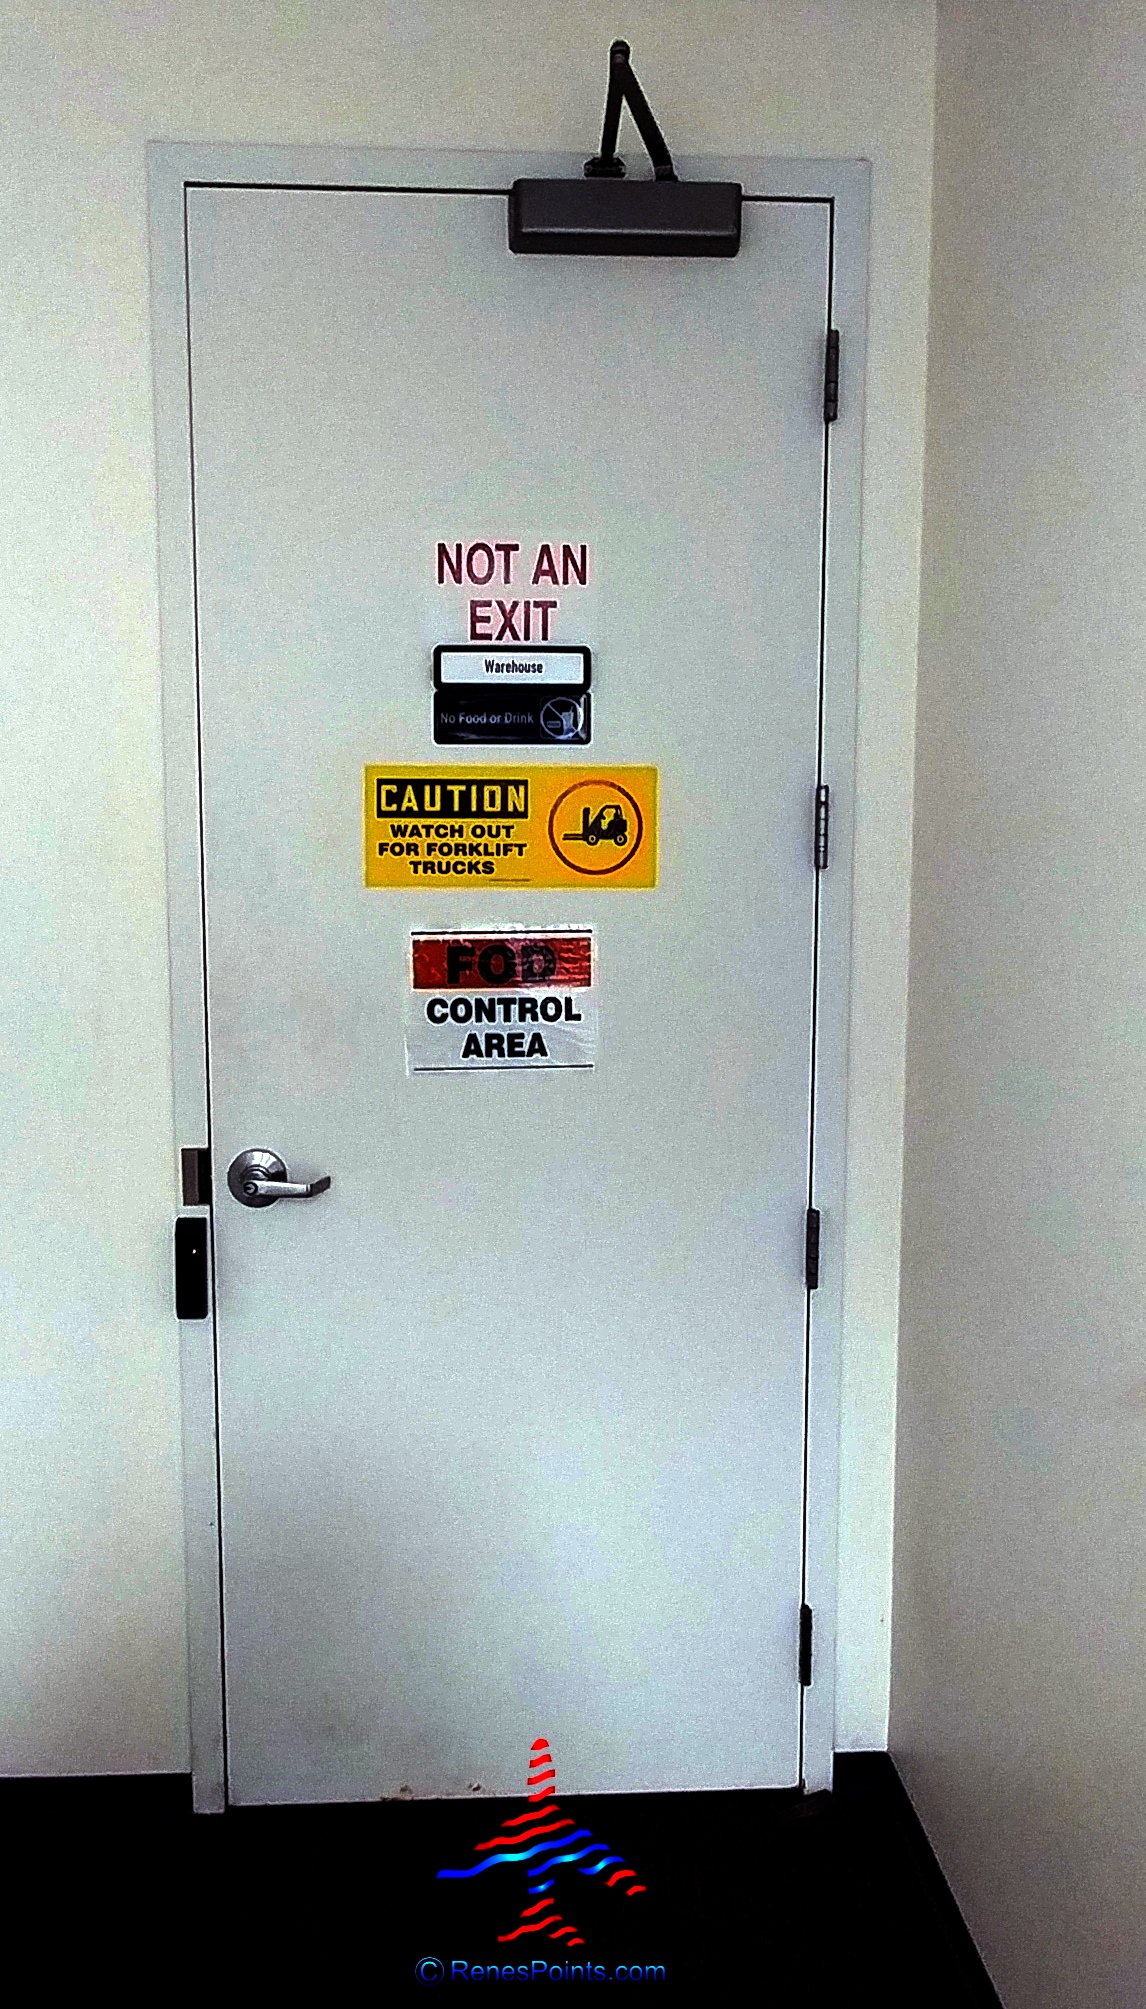 NOT AN
EXIT
Warehouse
No Food or Drink
CAUTION
WATCH OUT
FOR FORKLIFT
TRUCKS
FOD
CONTROL
AREA
© RenesPoints.com